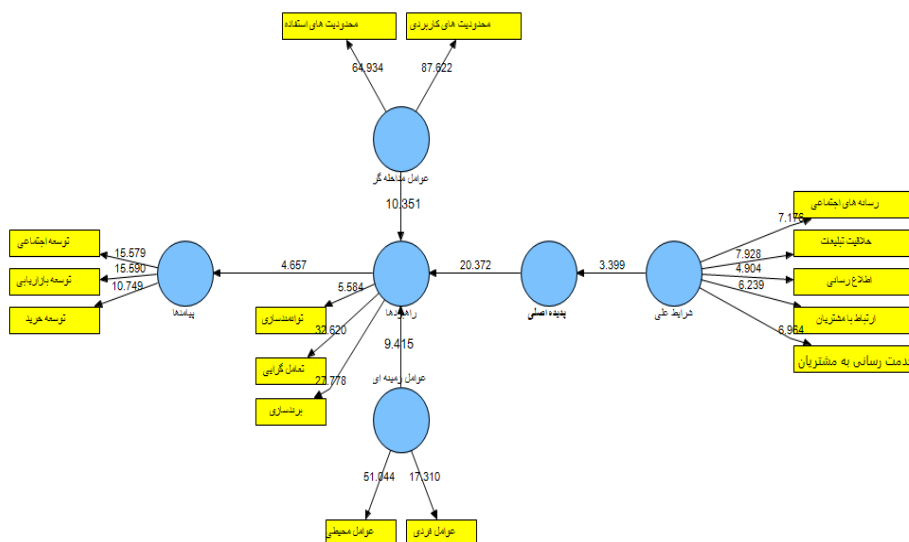 محدودیت های استفاده
محدودیت های کاربردی
64.934
87.622
عوامل مداخله گر
10.351
رسانه های اجتماعی
7.176
خلاقیت تبلیغات
7.928
اطلاع رسانی
4.904
ارتباط با مشتریان
6.239
خدمت رسانی به مشتریان
6.964
شرایط علی
3.399
پدیده اصلی
20.372
راهبردها
4.657
توسعه اجتماعی
15.579
توسعه بازاریابی
15.590
توسعه خرید
10.749
پیامدها
توانمندسازی
5.584
تعامل گرایی
32.620
برندسازی
27.778
9.415
عوامل زمینه ای
51.044
17.310
عوامل محیطی
عوامل فردی